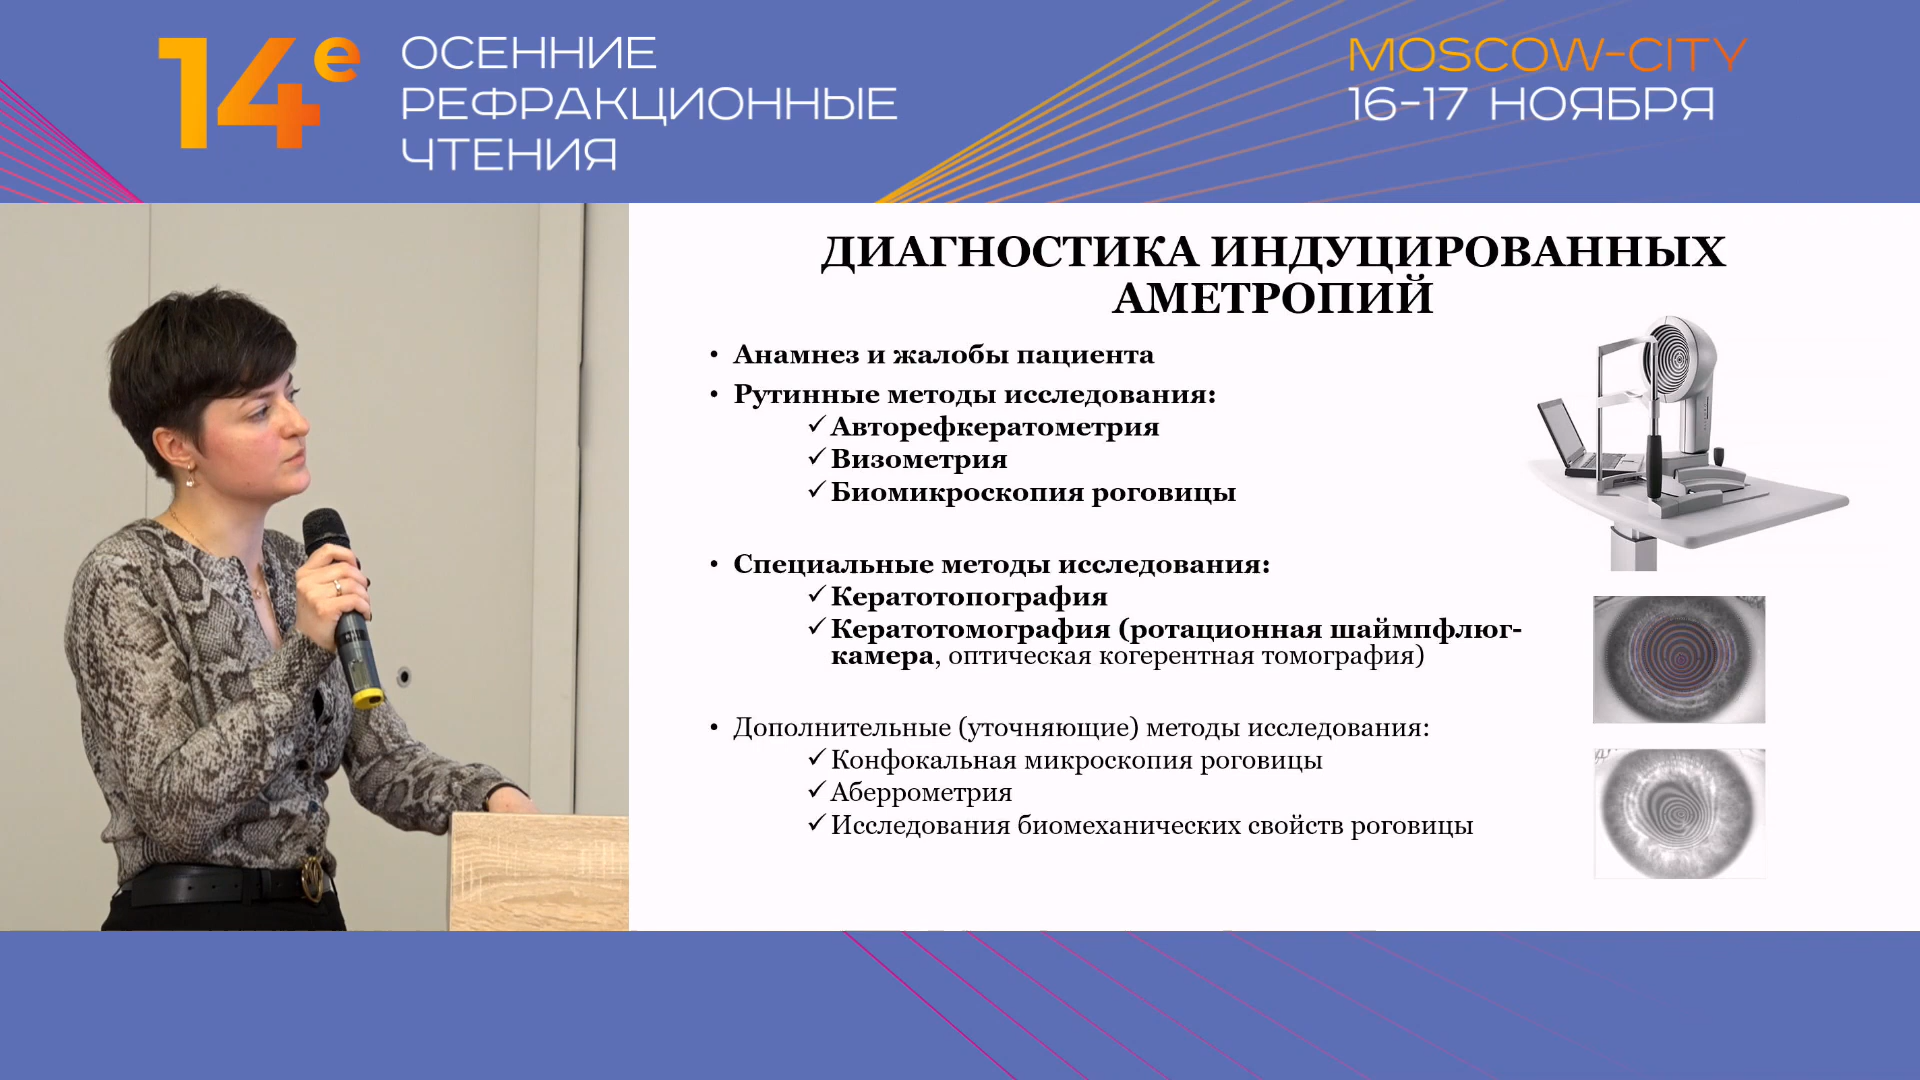 14е ОСЕННИЕ
РЕФРАКЦИОННЫЕ
ЧТЕНИЯ
MOSCOW-CITY
16-17 НОЯБРЯ
ДИАГНОСТИКА ИНДУЦИРОВАННЫХ
АМЕТРОПИЙ
• Анамнез и жалобы пациента
• Рутинные методы исследования:
✓ Авторефкератометрия
✓ Визометрия
✓ Биомикроскопия роговицы
• Специальные методы исследования:
✓ Кератотопография
✓ Кератотомография (ротационная шаймпфлюг-
камера, оптическая когерентная томография)
• Дополнительные (уточняющие) методы исследования:
✓ Конфокальная микроскопия роговицы
✓ Аберрометрия
✓ Исследования биомеханических свойств роговицы